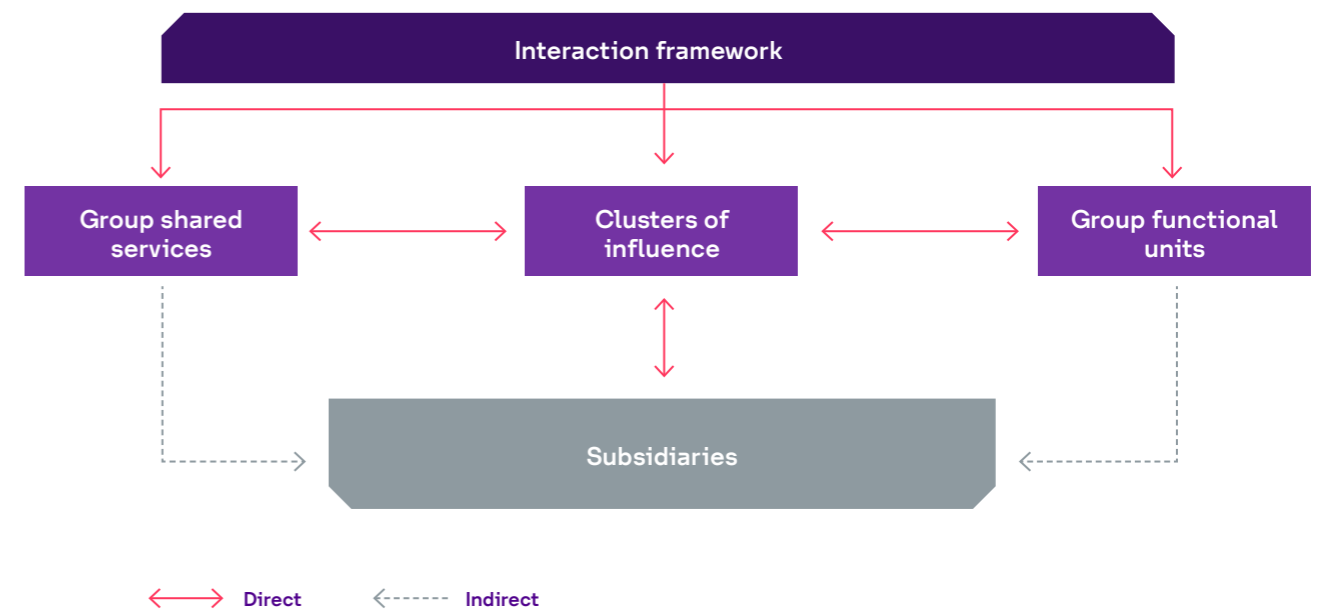 Interaction framework
Group shared
services
Clusters of
influence
Group functional
units
Subsidiaries
Direct
Indirect